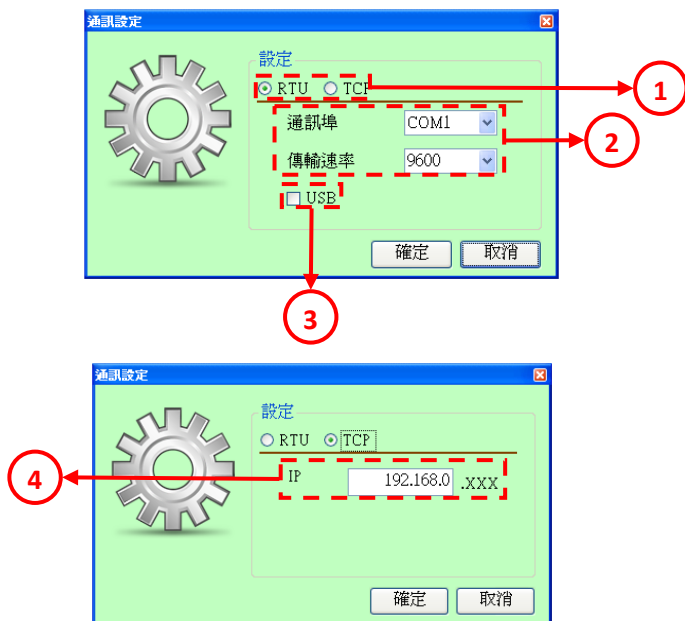 通訊設定
設定
RTU TCP
1
通訊埠 COM1
2
傳輸速率 9600
USB
確定 取消
3
通訊設定
設定
RTU TCP
4
IP 192.168.0 .XXX
確定 取消